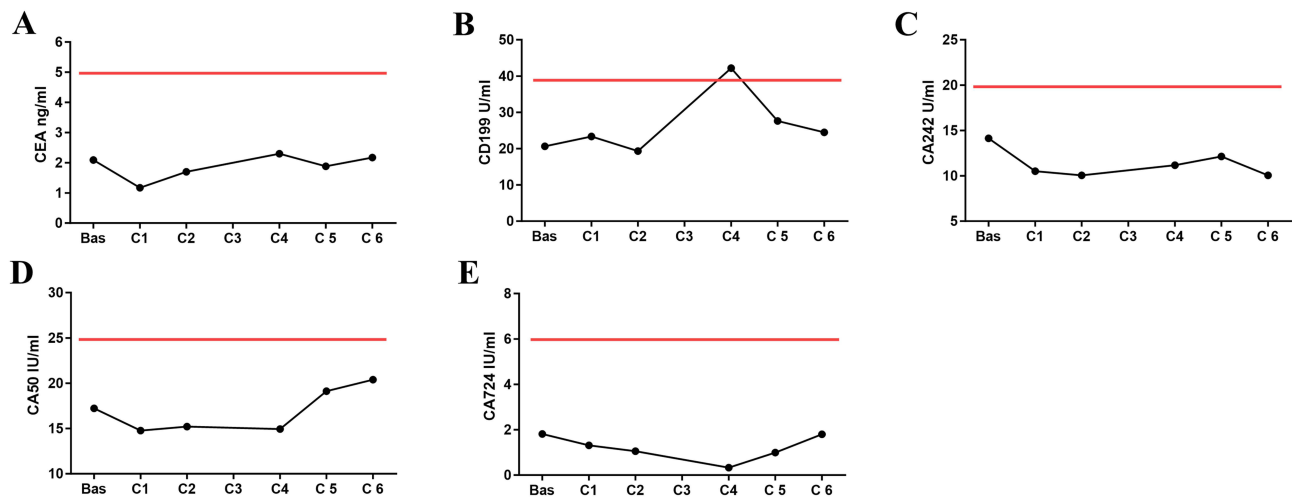 A
CEA ng/ml
6
5
4
3
2
1
0
Bas C1 C2 C3 C4 C 5 C 6
B
CD199 U/ml
50
40
30
20
10
0
Bas C1 C2 C3 C4 C 5 C 6
C
CA242 U/ml
25
20
15
10
5
Bas C1 C2 C3 C4 C 5 C 6
D
CA50 IU/ml
30
25
20
15
10
Bas C1 C2 C3 C4 C 5 C 6
E
CA724 IU/ml
8
6
4
2
0
Bas C1 C2 C3 C4 C 5 C 6